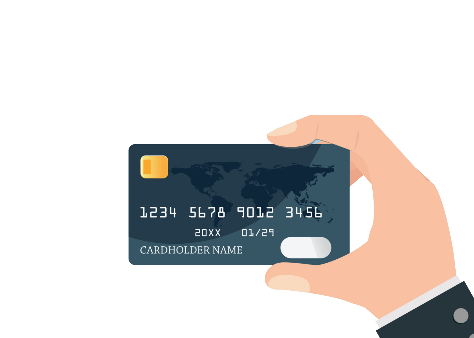 1234 5678 9012 3456
20XX 01/29
CARDHOLDER NAME